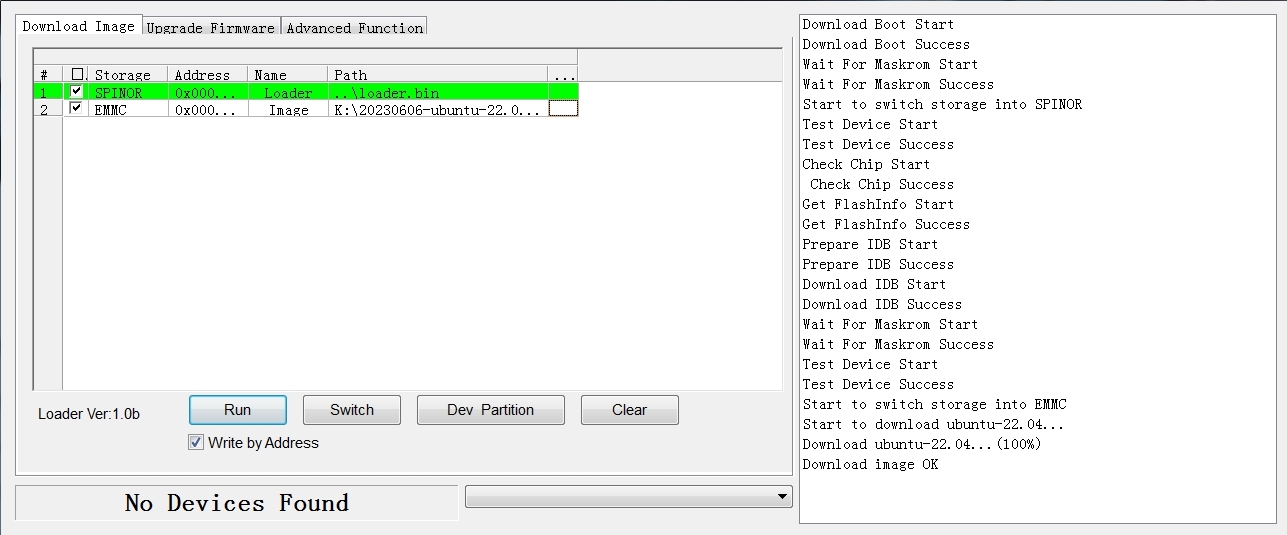 Download Image Upgrade Firmware Advanced Function
# Storage Address Name Path ...
1 SPINOR 0x000... Loader ..\loader.bin
2 EMMC 0x000... Image K:\20230606-ubuntu-22.0...
Loader Ver:1.0b Run Switch Dev Partition Clear
Write by Address
No Devices Found
Download Boot Start
Download Boot Success
Wait For Maskrom Start
Wait For Maskrom Success
Start to switch storage into SPINOR
Test Device Start
Test Device Success
Check Chip Start
Check Chip Success
Get FlashInfo Start
Get FlashInfo Success
Prepare IDB Start
Prepare IDB Success
Download IDB Start
Download IDB Success
Wait For Maskrom Start
Wait For Maskrom Success
Test Device Start
Test Device Success
Start to switch storage into EMMC
Start to download ubuntu-22.04...
Download ubuntu-22.04...(100%)
Download image OK